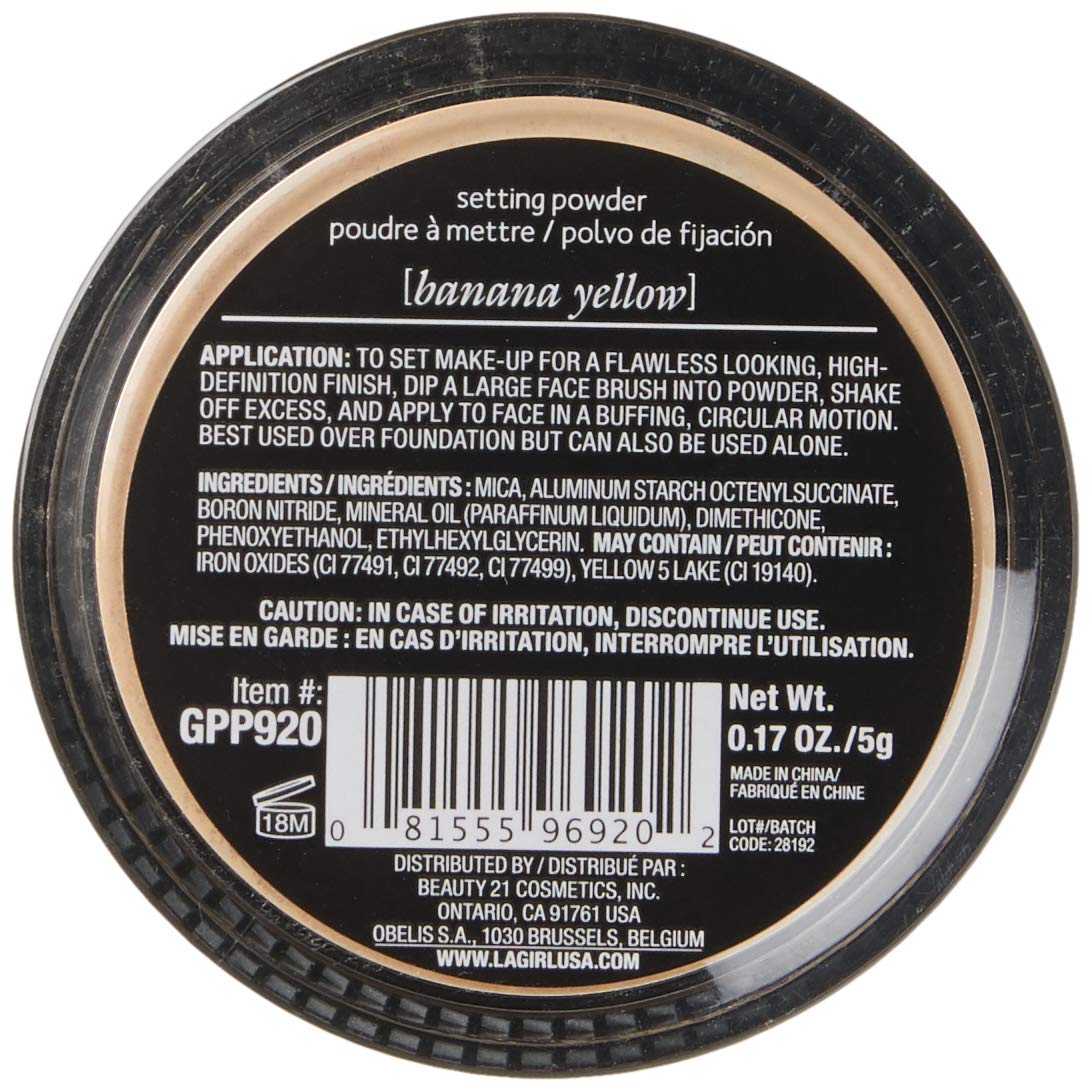 setting powder
poudre à mettre / polvo de fijación
[banana yellow]
APPLICATION: TO SET MAKE-UP FOR A FLAWLESS LOOKING, HIGH-
DEFINITION FINISH, DIP A LARGE FACE BRUSH INTO POWDER, SHAKE
OFF EXCESS, AND APPLY TO FACE IN A BUFFING, CIRCULAR MOTION.
BEST USED OVER FOUNDATION BUT CAN ALSO BE USED ALONE.
INGREDIENTS / INGRÉDIENTS : MICA, ALUMINUM STARCH OCTENYLSUCCINATE,
BORON NITRIDE, MINERAL OIL (PARAFFINUM LIQUIDUM), DIMETHICONE,
PHENOXYETHANOL, ETHYLHEXYLGLYCERIN. MAY CONTAIN / PEUT CONTENIR :
IRON OXIDES (CI 77491, CI 77492, CI 77499), YELLOW 5 LAKE (CI 19140).
CAUTION: IN CASE OF IRRITATION, DISCONTINUE USE.
MISE EN GARDE : EN CAS D'IRRITATION, INTERROMPRE L'UTILISATION.
Item #:
GPP920
18M
0 81555 96920 2
Net Wt.
0.17 OZ./5g
MADE IN CHINA/
FABRIQUÉ EN CHINE
LOT#/BATCH
CODE: 28192
DISTRIBUTED BY / DISTRIBUÉ PAR :
BEAUTY 21 COSMETICS, INC.
ONTARIO, CA 91761 USA
OBELIS S.A., 1030 BRUSSELS, BELGIUM
WWW.LAGIRLUSA.COM